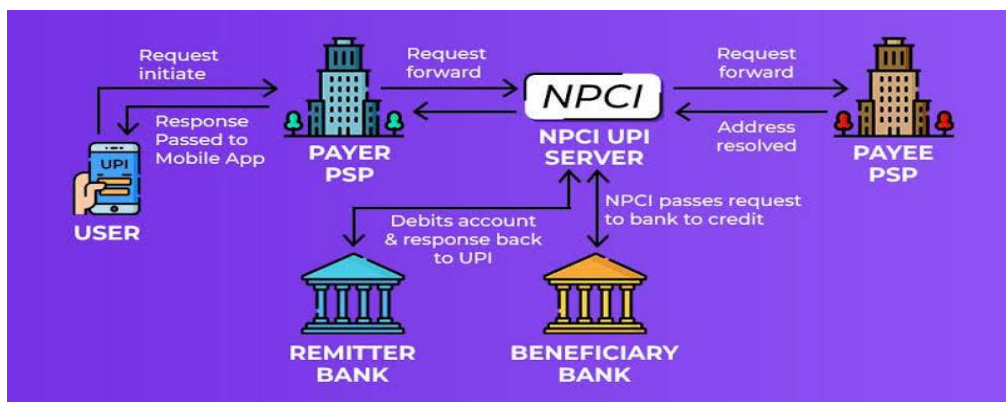 Request
initiate
Response
Passed to
Mobile App
UPI
USER
PAYER
PSP
Request
forward
NPCI
NPCI UPI
SERVER
Request
forward
Address
resolved
PAYEE
PSP
Debits account
& response back
to UPI
NPCI passes request
to bank to credit
REMITTER
BANK
BENEFICIARY
BANK